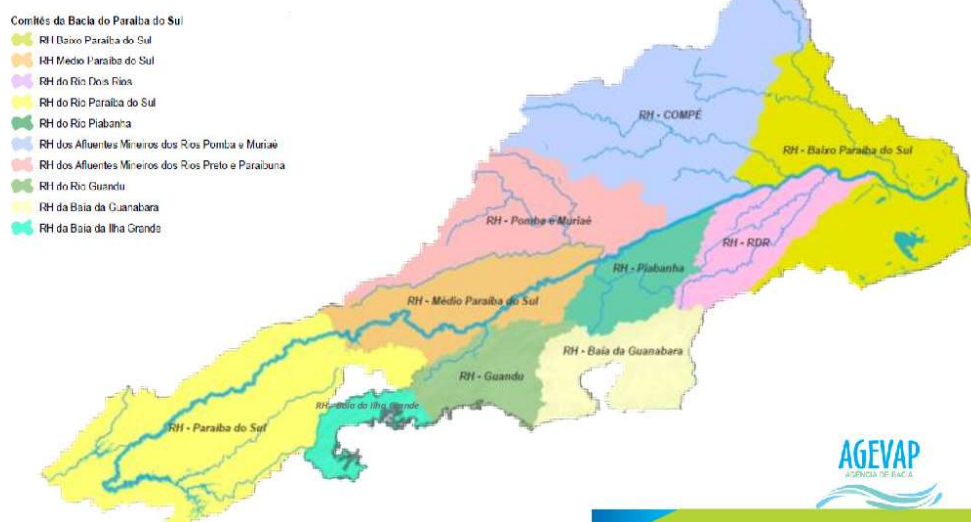 Comitês da Bacia do Paraíba do Sul
RH Baixo Paraíba do Sul
RH Médio Paraíba do Sul
RH do Rio Dois Rios
RH do Rio Paraíba do Sul
RH do Rio Piabanha
RH dos Afluentes Mineiros dos Rios Pomba e Muriaé
RH dos Afluentes Mineiros dos Rios Preto e Paraibuna
RH do Rio Guandu
RH da Baía da Guanabara
RH da Baía da Ilha Grande
RH - COMPÉ
RH - Baixo Paraíba do Sul
RH - Pomba e Muriaé
RH - RDR
RH - Piabanha
RH - Médio Paraíba do Sul
RH - Baía da Guanabara
RH - Guandu
RH - Baía da Ilha Grande
RH - Paraíba do Sul
AGEVAP
AGÊNCIA DE BACIA